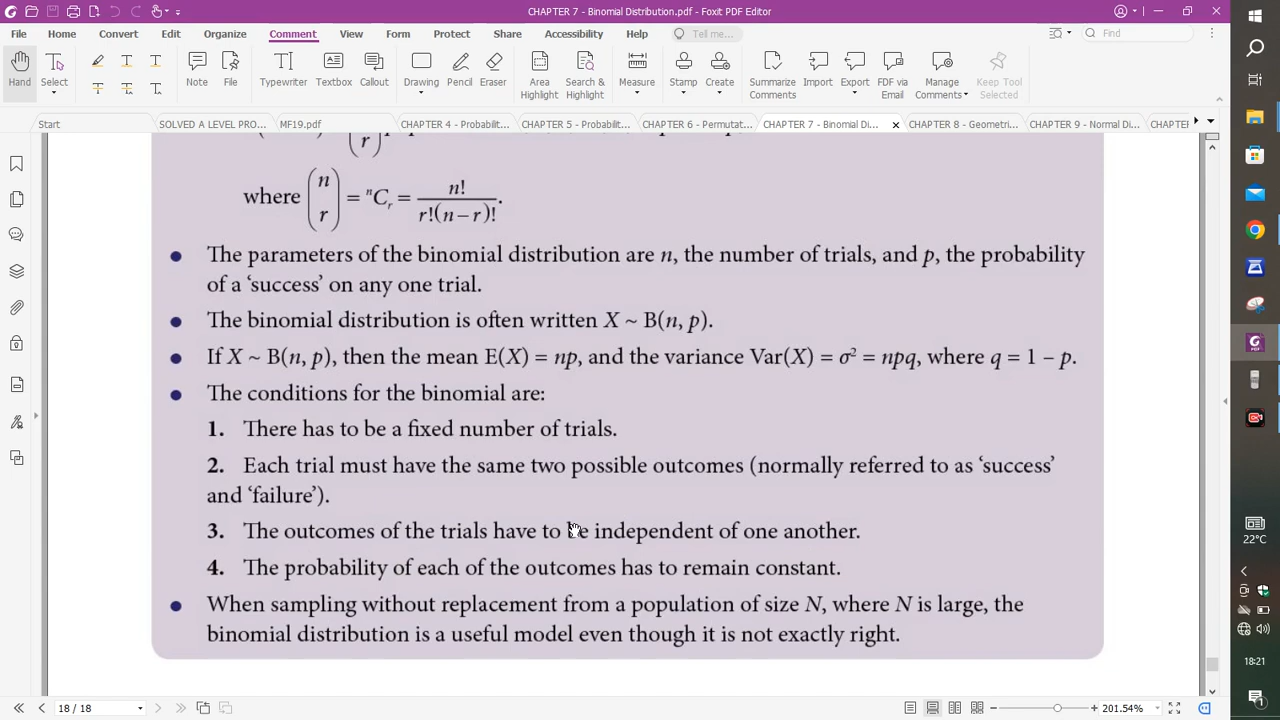 CHAPTER 7 - Binomial Distribution.pdf - Foxit PDF Editor
File Home Convert Edit Organize Comment View Form Protect Share Accessibility Help Tell me... Find
Hand Select Note File Typewriter Textbox Callout Drawing Pencil Eraser Area Highlight Search & Highlight Measure Stamp Create Summarize Comments Import Export FDF via Email Manage Comments Keep Tool Selected
Start SOLVED A LEVEL PRO... MF19.pdf CHAPTER 4 - Probabilit... CHAPTER 5 - Probabilit... CHAPTER 6 - Permutat... CHAPTER 7 - Binomial Di... CHAPTER 8 - Geometri... CHAPTER 9 - Normal Di... CHAPTE
where (n r) = ⁿCᵣ = n!/r!(n – r)!.
• The parameters of the binomial distribution are n, the number of trials, and p, the probability
of a ‘success’ on any one trial.
• The binomial distribution is often written X ~ B(n, p).
• If X ~ B(n, p), then the mean E(X) = np, and the variance Var(X) = σ² = npq, where q = 1 – p.
• The conditions for the binomial are:
1. There has to be a fixed number of trials.
2. Each trial must have the same two possible outcomes (normally referred to as ‘success’
and ‘failure’).
3. The outcomes of the trials have to be independent of one another.
4. The probability of each of the outcomes has to remain constant.
• When sampling without replacement from a population of size N, where N is large, the
binomial distribution is a useful model even though it is not exactly right.
18 / 18
201.54%
22°C
18:21